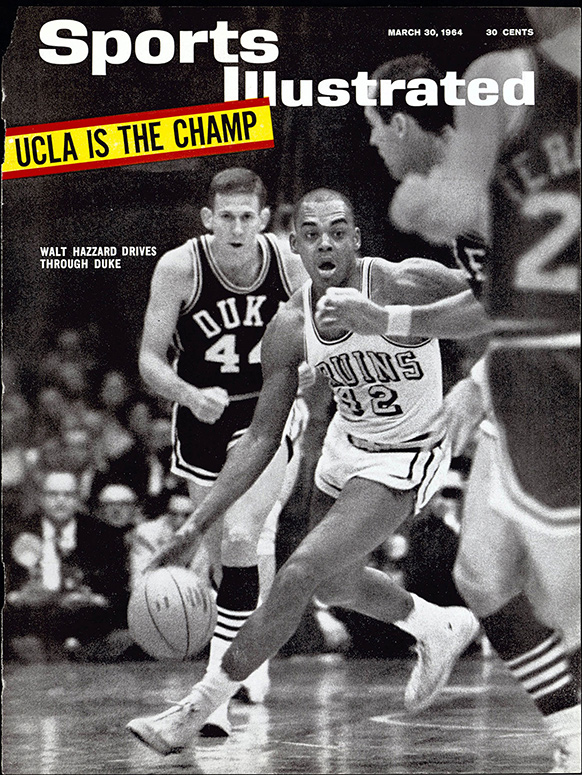 Sports
Illustrated
MARCH 30, 1964 30 CENTS
UCLA IS THE CHAMP
WALT HAZZARD DRIVES
THROUGH DUKE
DUK
44
RUINS
42
2